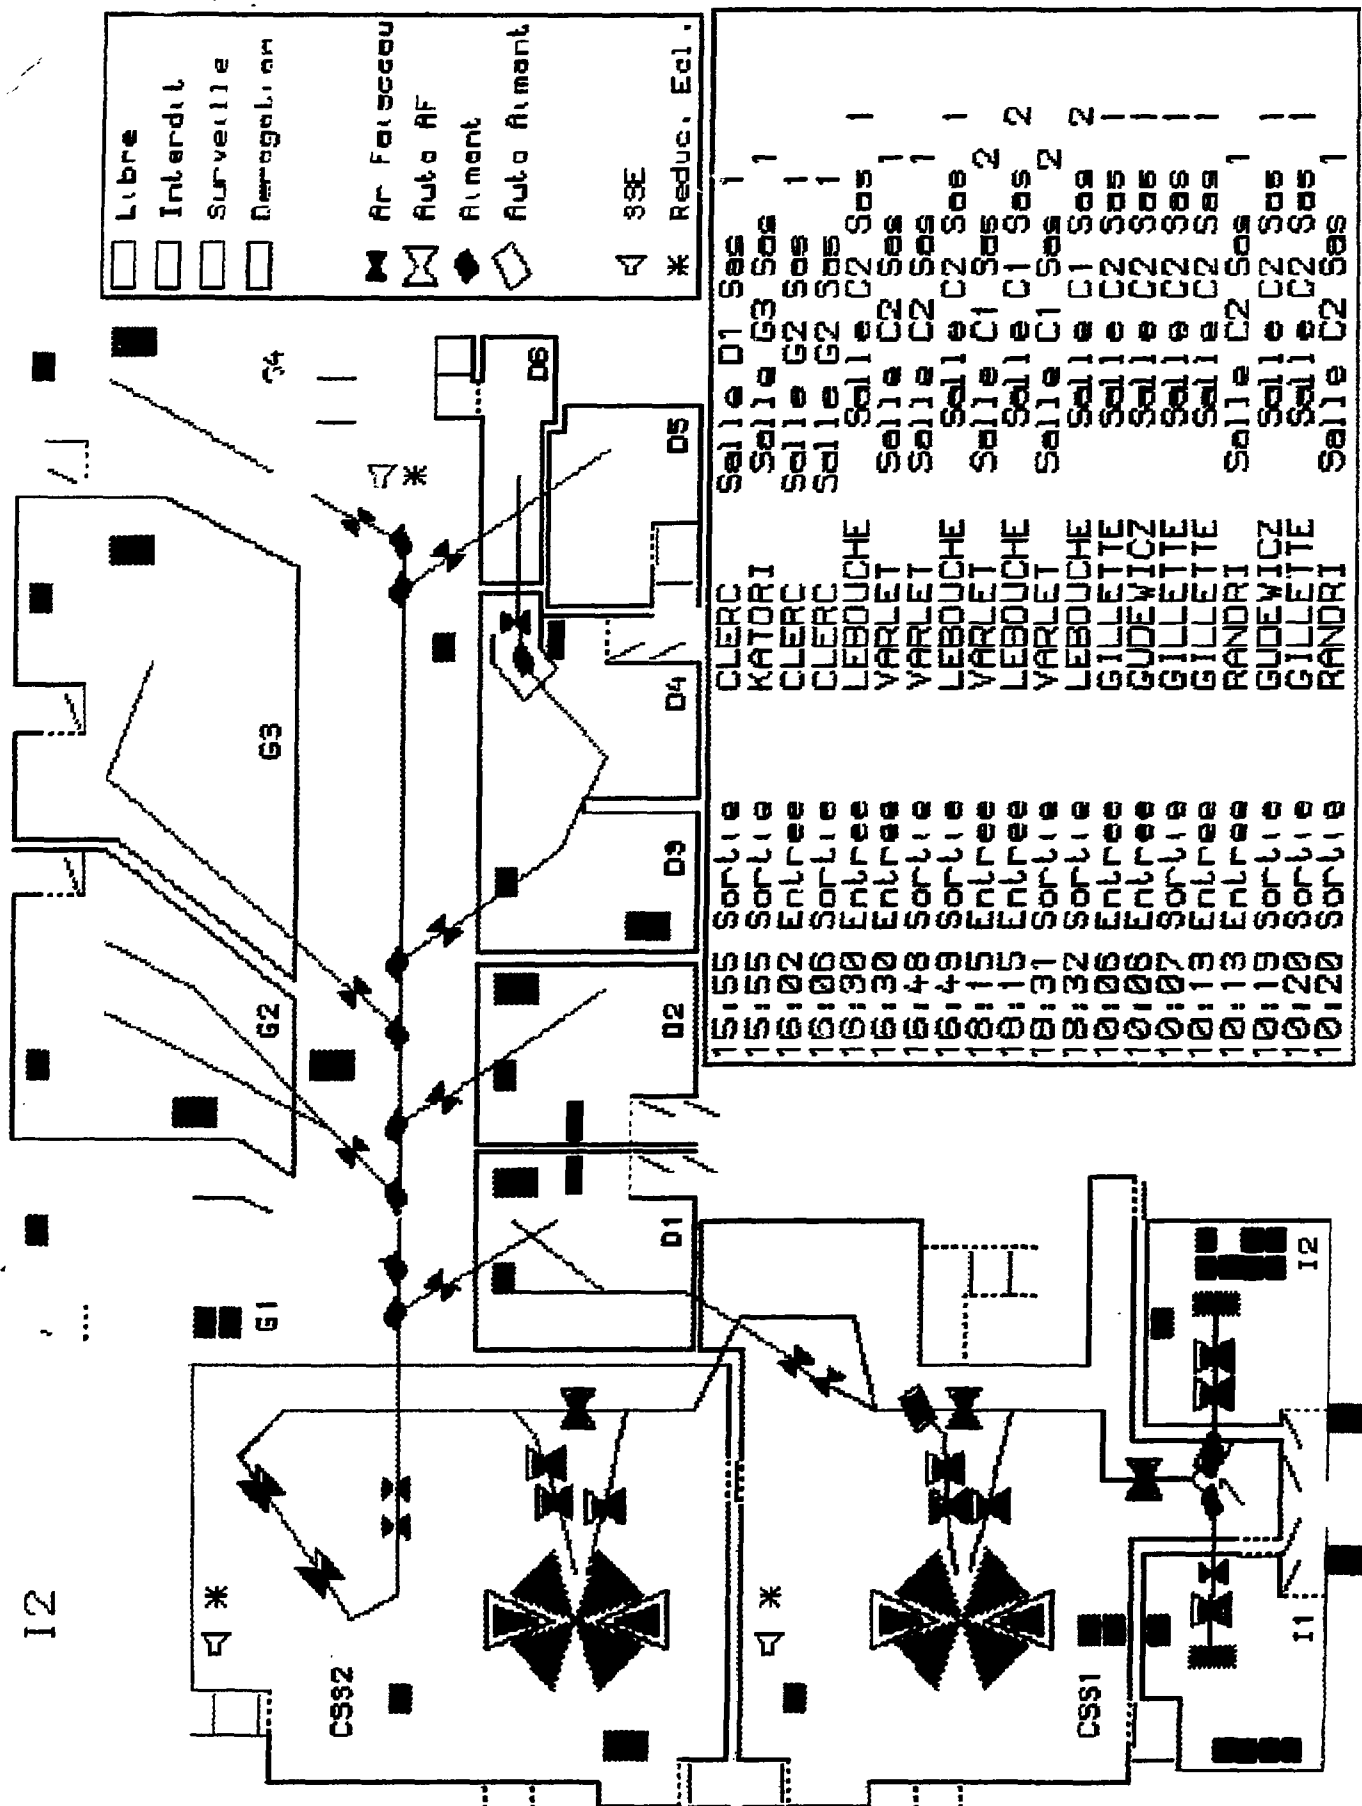 I2
G1
G2
G3
G4
Libre
Interdit
Surveille
Derogation
Ar Faisceau
Auto AF
Aimant
Auto Aimant
SSE
* Reduc. Ecl.
*
*
CSS2
D1
D2
D3
D4
D5
D6
*
CSS1
I1
I2
15:55 Sortie CLERC Salle D1 Sas 1
15:55 Sortie KATORI Salle G3 Sas 1
16:02 Entree CLERC Salle G2 Sas 1
16:06 Sortie CLERC Salle G2 Sas 1
16:30 Entree LEBOUCHE Salle C2 Sas 1
16:30 Entree VARLET Salle C2 Sas 1
16:48 Sortie VARLET Salle C2 Sas 1
16:49 Sortie LEBOUCHE Salle C2 Sas 1
18:15 Entree VARLET Salle C1 Sas 2
18:15 Entree LEBOUCHE Salle C1 Sas 2
18:31 Sortie VARLET Salle C1 Sas 2
18:32 Sortie LEBOUCHE Salle C1 Sas 2
10:06 Entree GILLETTE Salle C2 Sas 1
10:06 Entree GUDEWICZ Salle C2 Sas 1
10:07 Sortie GILLETTE Salle C2 Sas 1
10:13 Entree GILLETTE Salle C2 Sas 1
10:13 Entree RANDRI Salle C2 Sas 1
10:19 Sortie GUDEWICZ Salle C2 Sas 1
10:20 Sortie GILLETTE Salle C2 Sas 1
10:20 Sortie RANDRI Salle C2 Sas 1